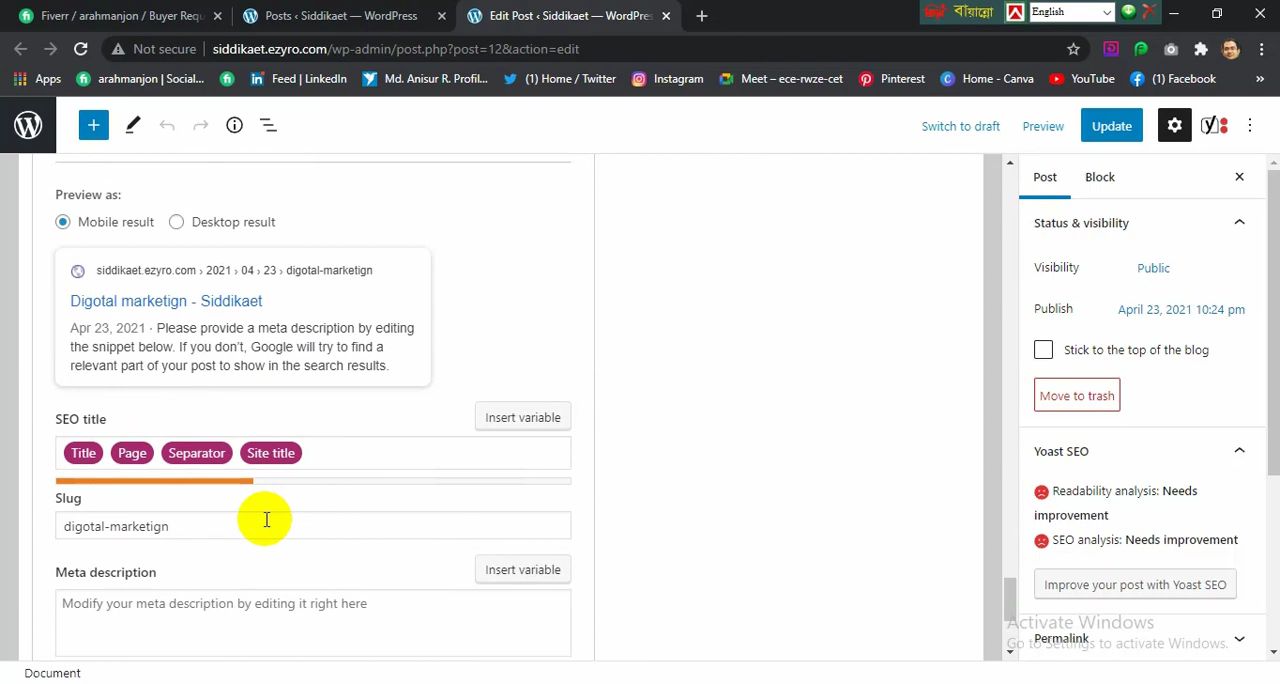 Fiverr / arahmanjon / Buyer Requ
Posts ‹ Siddikaet — WordPress
Edit Post ‹ Siddikaet — WordPres
বাংলা
English
Not secure
siddikaet.ezyro.com/wp-admin/post.php?post=12&action=edit
Apps
arahmanjon | Social...
Feed | LinkedIn
Md. Anisur R. Profil...
(1) Home / Twitter
Instagram
Meet – ece-rwze-cet
Pinterest
Home - Canva
YouTube
(1) Facebook
»
Switch to draft
Preview
Update
Post
Block
Preview as:
Mobile result
Desktop result
siddikaet.ezyro.com › 2021 › 04 › 23 › digotal-marketign
Digotal marketign - Siddikaet
Apr 23, 2021 · Please provide a meta description by editing
the snippet below. If you don't, Google will try to find a
relevant part of your post to show in the search results.
SEO title
Insert variable
Title
Page
Separator
Site title
Slug
digotal-marketign
Meta description
Insert variable
Modify your meta description by editing it right here
Status & visibility
Visibility
Public
Publish
April 23, 2021 10:24 pm
Stick to the top of the blog
Move to trash
Yoast SEO
Readability analysis: Needs
improvement
SEO analysis: Needs improvement
Improve your post with Yoast SEO
Permalink
Activate Windows
Go to Settings to activate Windows.
Document